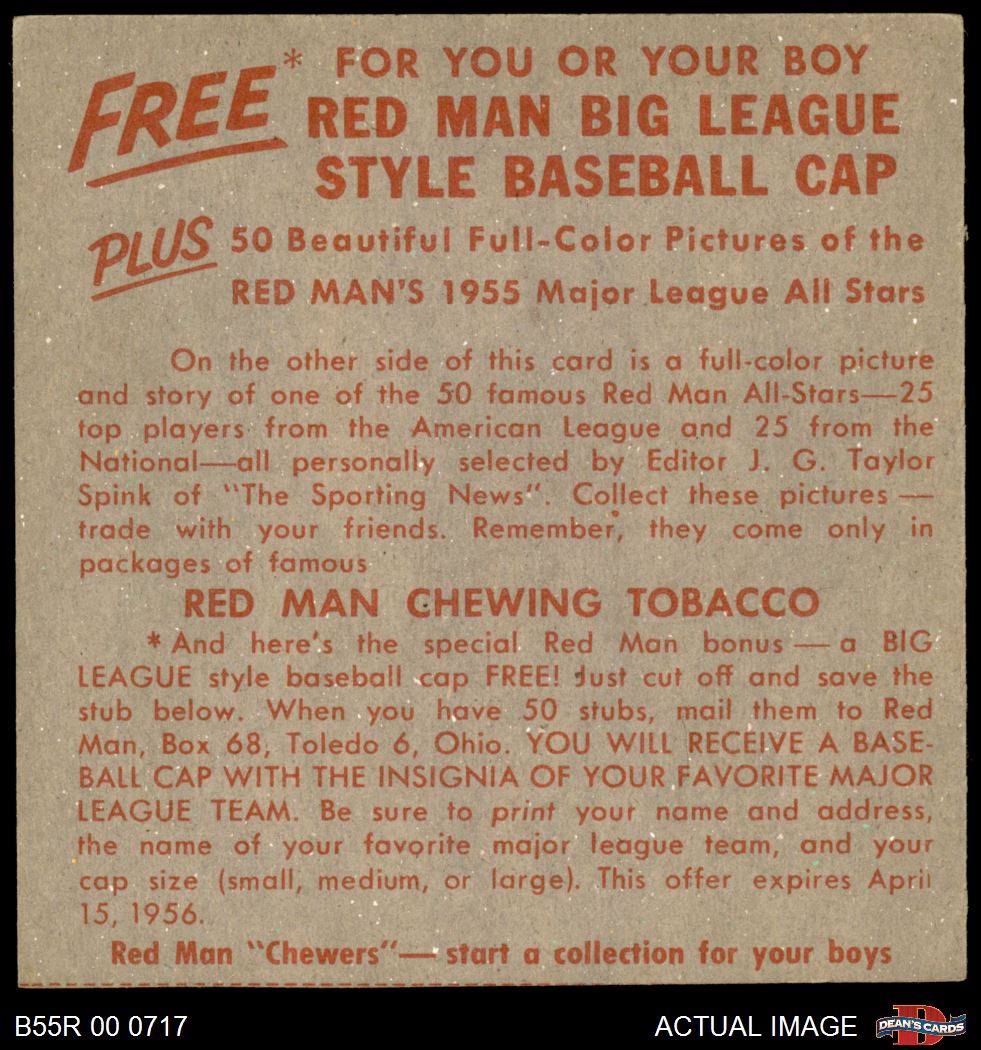 FREE* FOR YOU OR YOUR BOY
RED MAN BIG LEAGUE
STYLE BASEBALL CAP
PLUS 50 Beautiful Full-Color Pictures of the
RED MAN'S 1955 Major League All Stars
On the other side of this card is a full-color picture
and story of one of the 50 famous Red Man All-Stars—25
top players from the American League and 25 from the
National—all personally selected by Editor J. G. Taylor
Spink of "The Sporting News". Collect these pictures —
trade with your friends. Remember, they come only in
packages of famous
RED MAN CHEWING TOBACCO
* And here's the special Red Man bonus — a BIG
LEAGUE style baseball cap FREE! Just cut off and save the
stub below. When you have 50 stubs, mail them to Red
Man, Box 68, Toledo 6, Ohio. YOU WILL RECEIVE A BASE-
BALL CAP WITH THE INSIGNIA OF YOUR FAVORITE MAJOR
LEAGUE TEAM. Be sure to print your name and address,
the name of your favorite major league team, and your
cap size (small, medium, or large). This offer expires April
15, 1956.
Red Man "Chewers"— start a collection for your boys
B55R 00 0717
ACTUAL IMAGE
D
DEAN'S CARDS